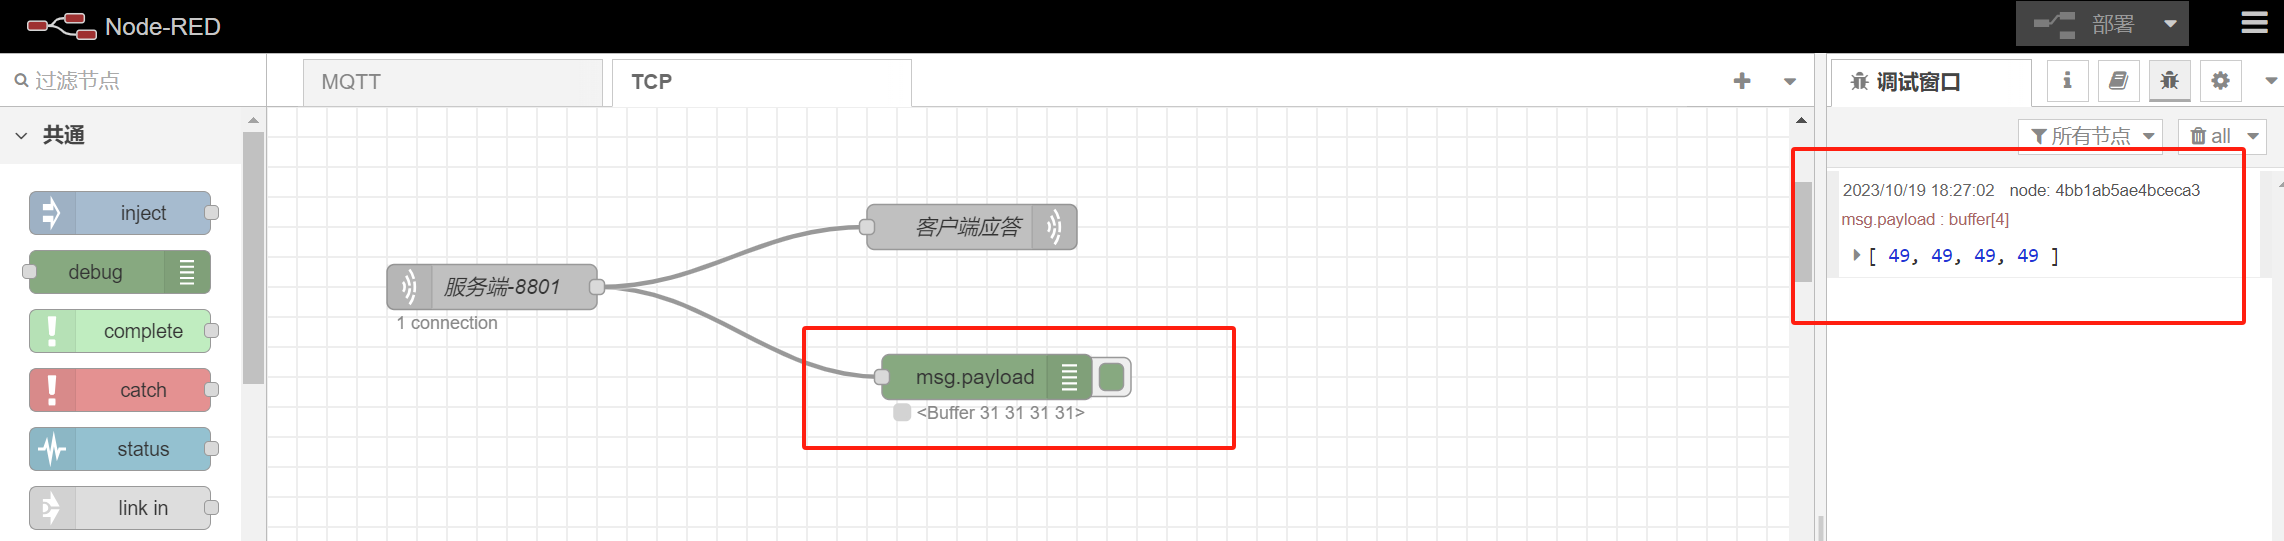 Node-RED
部署
过滤节点
MQTT
TCP
调试窗口
所有节点
all
共通
inject
debug
complete
catch
status
link in
客户端应答
服务端-8801
1 connection
msg.payload
<Buffer 31 31 31 31>
2023/10/19 18:27:02 node: 4bb1ab5ae4bceca3
msg.payload : buffer[4]
[ 49, 49, 49, 49 ]